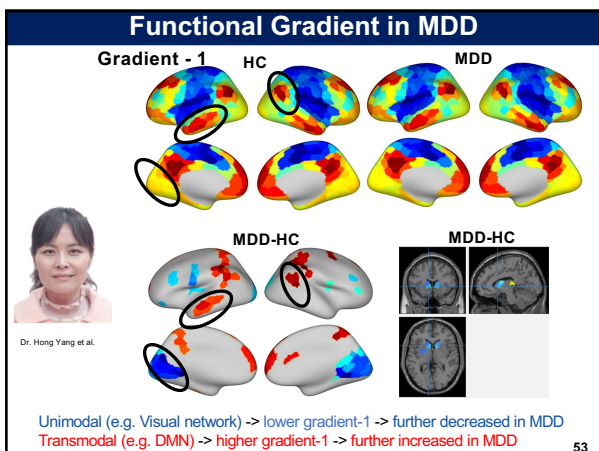 Functional Gradient in MDD
Gradient - 1
HC
MDD
MDD-HC
MDD-HC
Dr. Hong Yang et al.
Unimodal (e.g. Visual network) -> lower gradient-1 -> further decreased in MDD
Transmodal (e.g. DMN) -> higher gradient-1 -> further increased in MDD
53